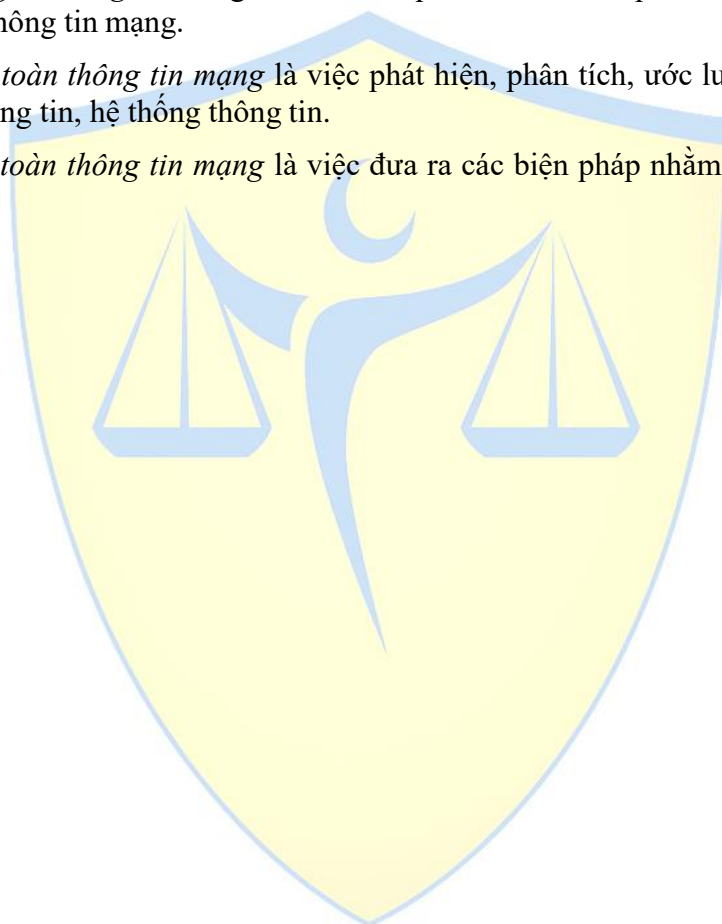 hông tin mạng.
toàn thông tin mạng là việc phát hiện, phân tích, ước lu
ng tin, hệ thống thông tin.
toàn thông tin mạng là việc đưa ra các biện pháp nhằm